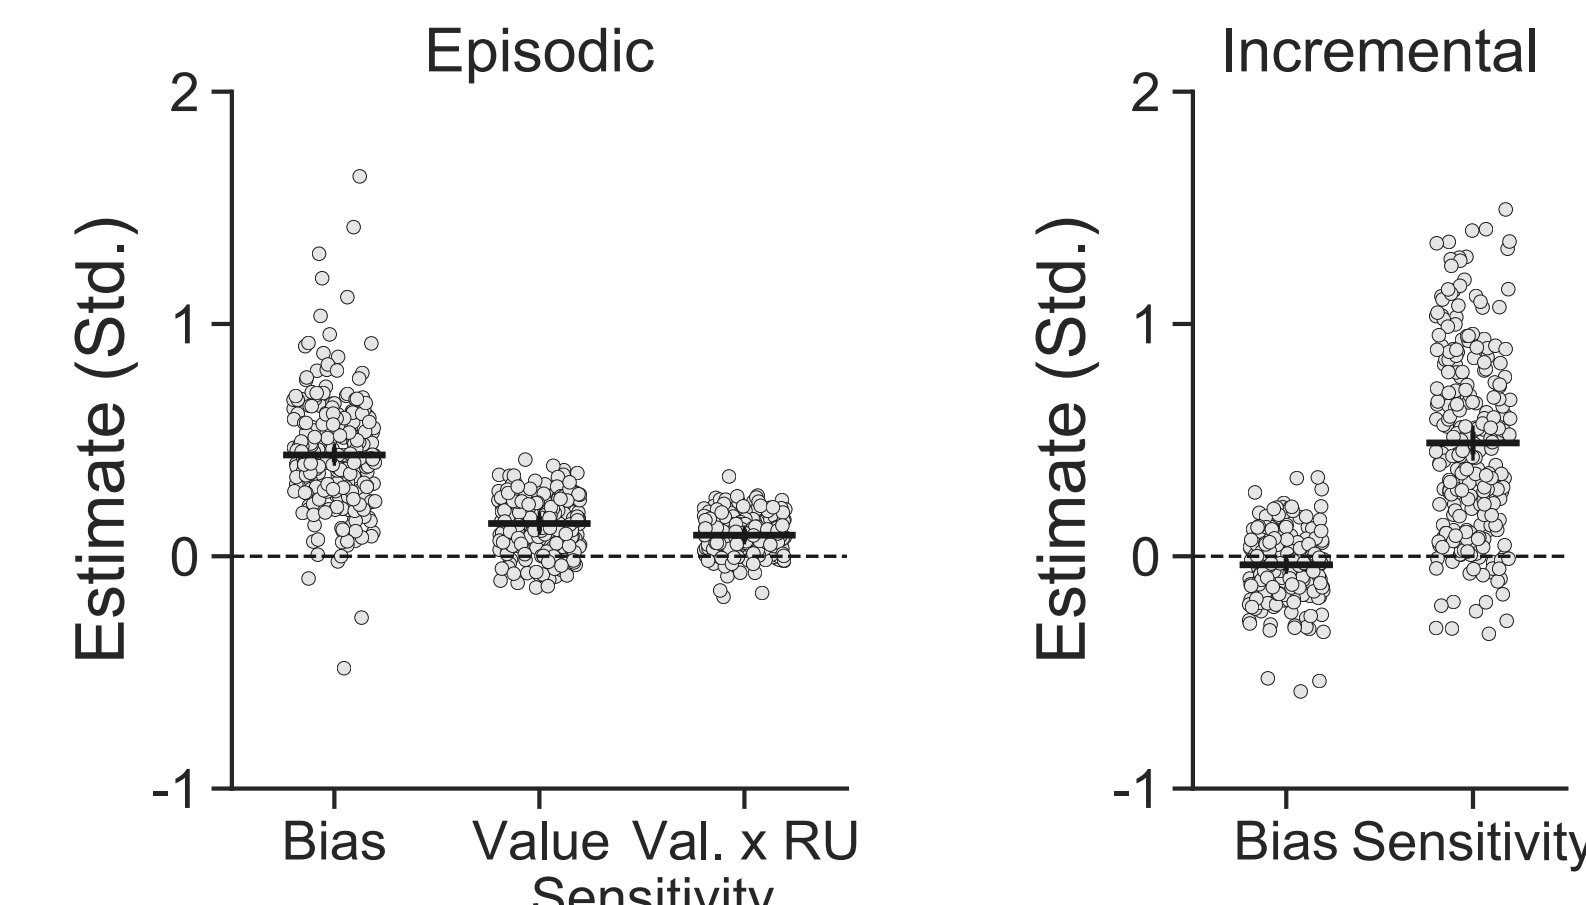 Episodic
Estimate (Std.)
2
1
0
-1
Bias
Value
Val. x RU
Sensitivity
Incremental
Estimate (Std.)
2
1
0
-1
Bias
Sensitivity